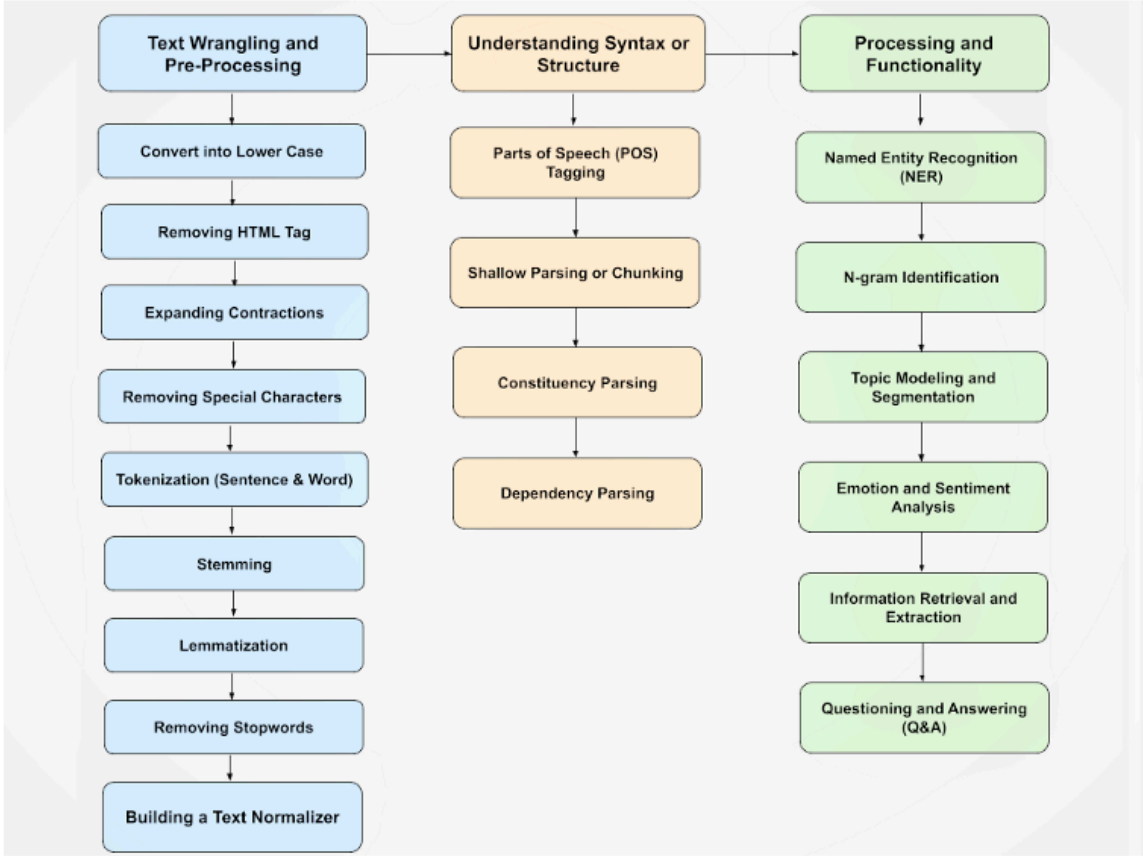 Text Wrangling and
Pre-Processing
Convert into Lower Case
Removing HTML Tag
Expanding Contractions
Removing Special Characters
Tokenization (Sentence & Word)
Stemming
Lemmatization
Removing Stopwords
Building a Text Normalizer
Understanding Syntax or
Structure
Parts of Speech (POS)
Tagging
Shallow Parsing or Chunking
Constituency Parsing
Dependency Parsing
Processing and
Functionality
Named Entity Recognition
(NER)
N-gram Identification
Topic Modeling and
Segmentation
Emotion and Sentiment
Analysis
Information Retrieval and
Extraction
Questioning and Answering
(Q&A)